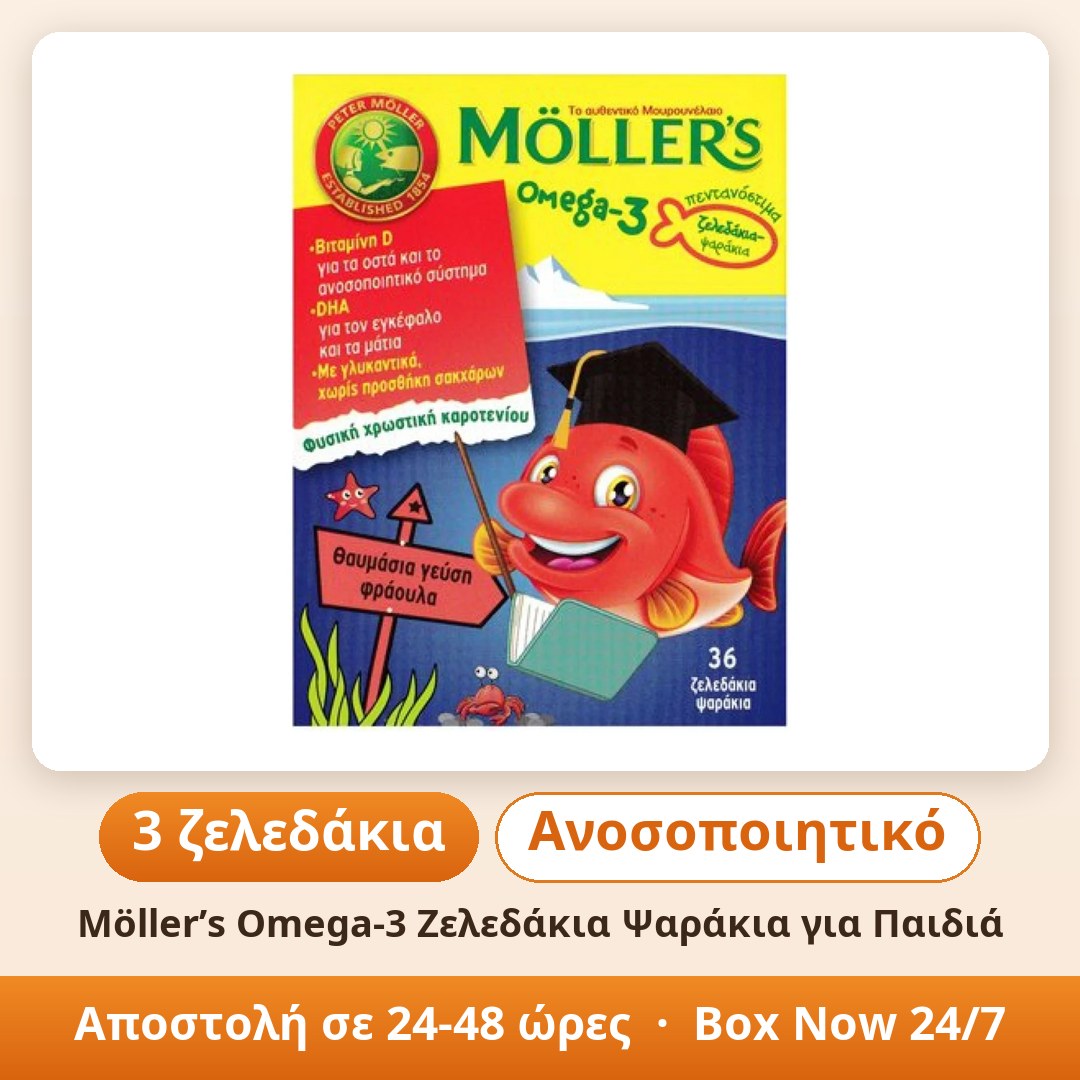 PETER MÖLLER
ESTABLISHED 1854
Το αυθεντικό Μουρουνέλαιο
MÖLLER'S
Omega-3
πεντανόστιμα
ζελεδάκια-
ψαράκια
•Βιταμίνη D
για τα οστά και το
ανοσοποιητικό σύστημα
•DHA
για τον εγκέφαλο
και τα μάτια
•Με γλυκαντικά,
χωρίς προσθήκη σακχάρων
Φυσική χρωστική καροτενίου
Θαυμάσια γεύση
φράουλα
36
ζελεδάκια
ψαράκια
3 ζελεδάκια
Ανοσοποιητικό
Möller’s Omega-3 Ζελεδάκια Ψαράκια για Παιδιά
Αποστολή σε 24-48 ώρες · Box Now 24/7